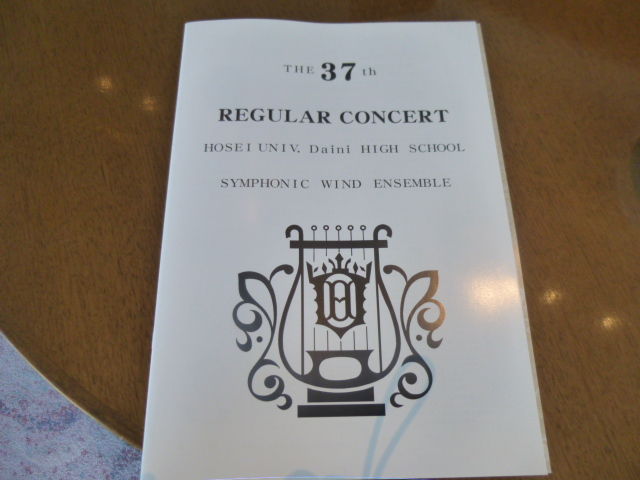 THE 37th
REGULAR CONCERT
HOSEI UNIV. Daini HIGH SCHOOL
SYMPHONIC WIND ENSEMBLE